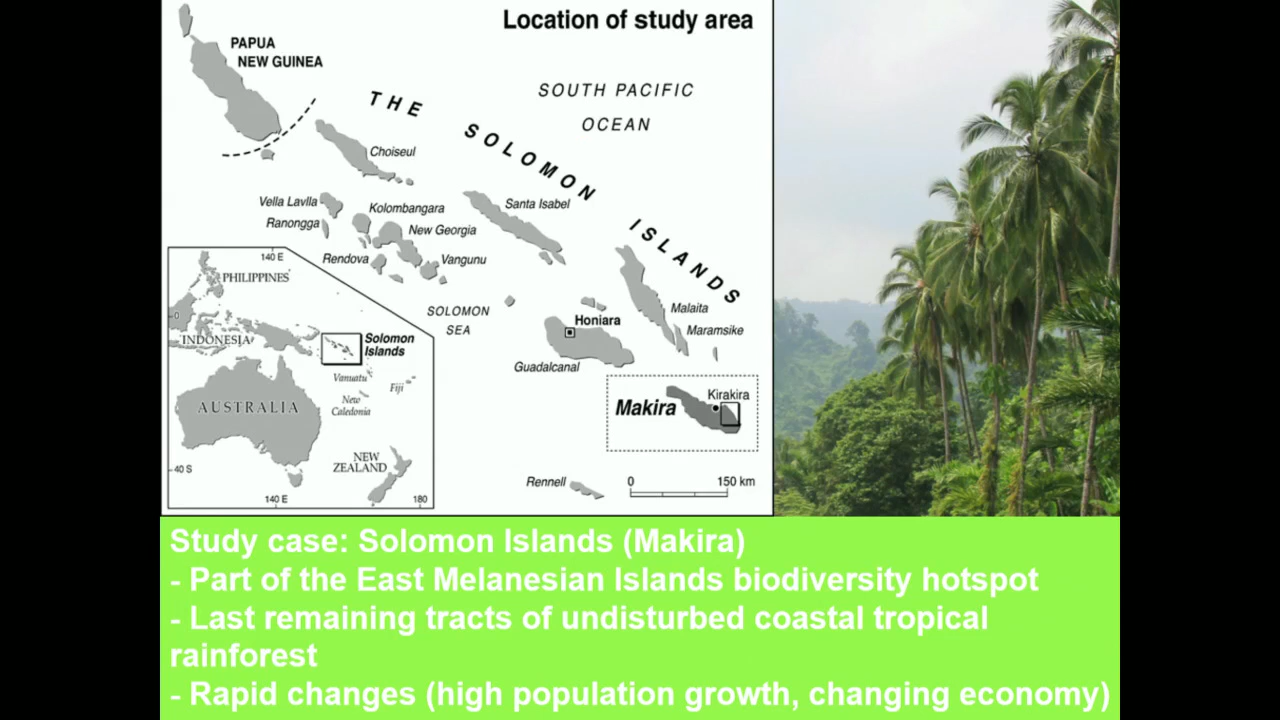 Location of study area
PAPUA
NEW GUINEA
SOUTH PACIFIC
OCEAN
THE SOLOMON ISLANDS
Choiseul
Vella Lavlla
Kolombangara
Santa Isabel
Ranongga
New Georgia
Rendova
Vangunu
SOLOMON
SEA
Malaita
Honiara
Maramsike
Guadalcanal
Kirakira
Makira
Rennell
0
150 km
140 E
PHILIPPINES
0
INDONESIA
Solomon
Islands
Vanuatu
Fiji
New
Caledonia
AUSTRALIA
NEW
ZEALAND
40 S
140 E
180
Study case: Solomon Islands (Makira)
- Part of the East Melanesian Islands biodiversity hotspot
- Last remaining tracts of undisturbed coastal tropical
rainforest
- Rapid changes (high population growth, changing economy)